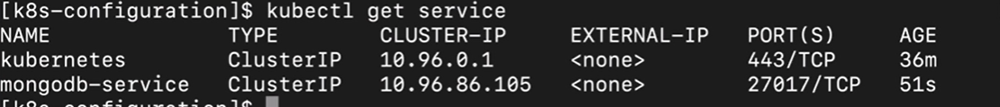 [k8s-configuration]$ kubectl get service
NAME TYPE CLUSTER-IP EXTERNAL-IP PORT(S) AGE
kubernetes ClusterIP 10.96.0.1 <none> 443/TCP 36m
mongodb-service ClusterIP 10.96.86.105 <none> 27017/TCP 51s
[k8s-configuration]$